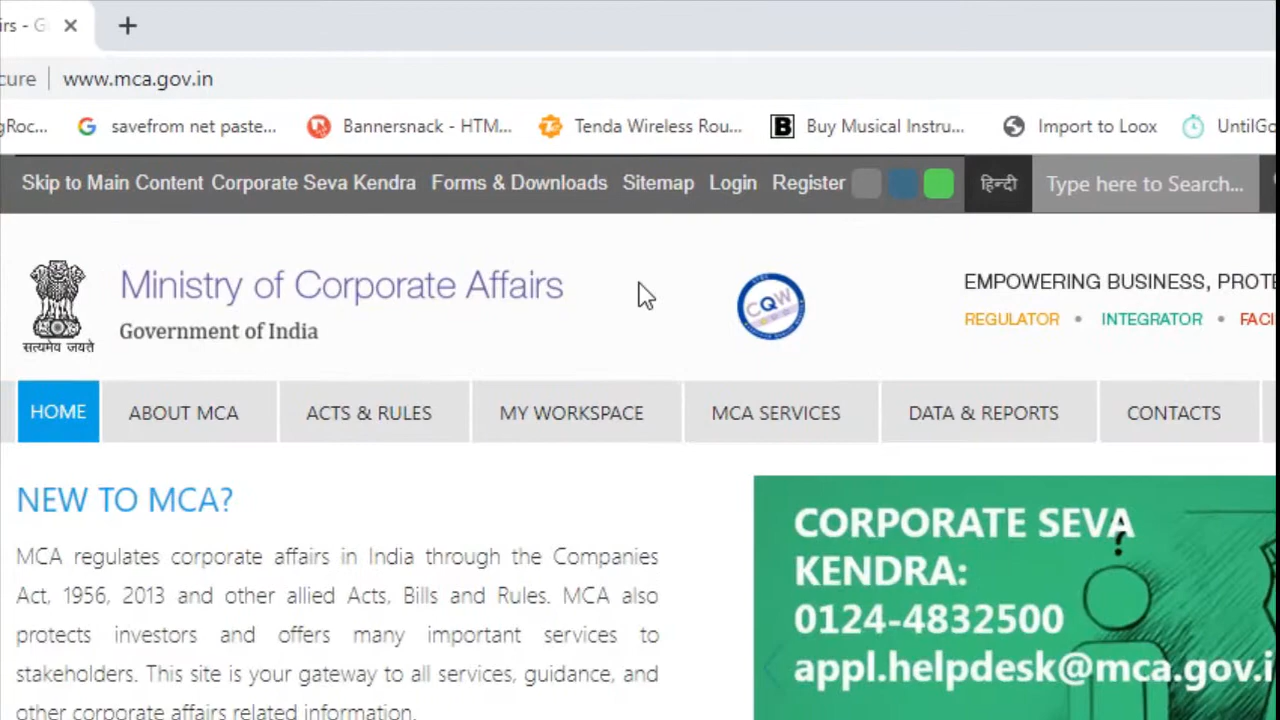 irs - G
cure | www.mca.gov.in
gRoc... savefrom net paste... Bannersnack - HTM... Tenda Wireless Rou... Buy Musical Instru... Import to Loox UntilGo
Skip to Main Content Corporate Seva Kendra Forms & Downloads Sitemap Login Register हिन्दी Type here to Search...
Ministry of Corporate Affairs
Government of India
सत्यमेव जयते
CQW
EMPOWERING BUSINESS, PROTE
REGULATOR • INTEGRATOR • FACI
HOME ABOUT MCA ACTS & RULES MY WORKSPACE MCA SERVICES DATA & REPORTS CONTACTS
NEW TO MCA?
MCA regulates corporate affairs in India through the Companies
Act, 1956, 2013 and other allied Acts, Bills and Rules. MCA also
protects investors and offers many important services to
stakeholders. This site is your gateway to all services, guidance, and
other corporate affairs related information.
CORPORATE SEVA
KENDRA:
0124-4832500
appl.helpdesk@mca.gov.i